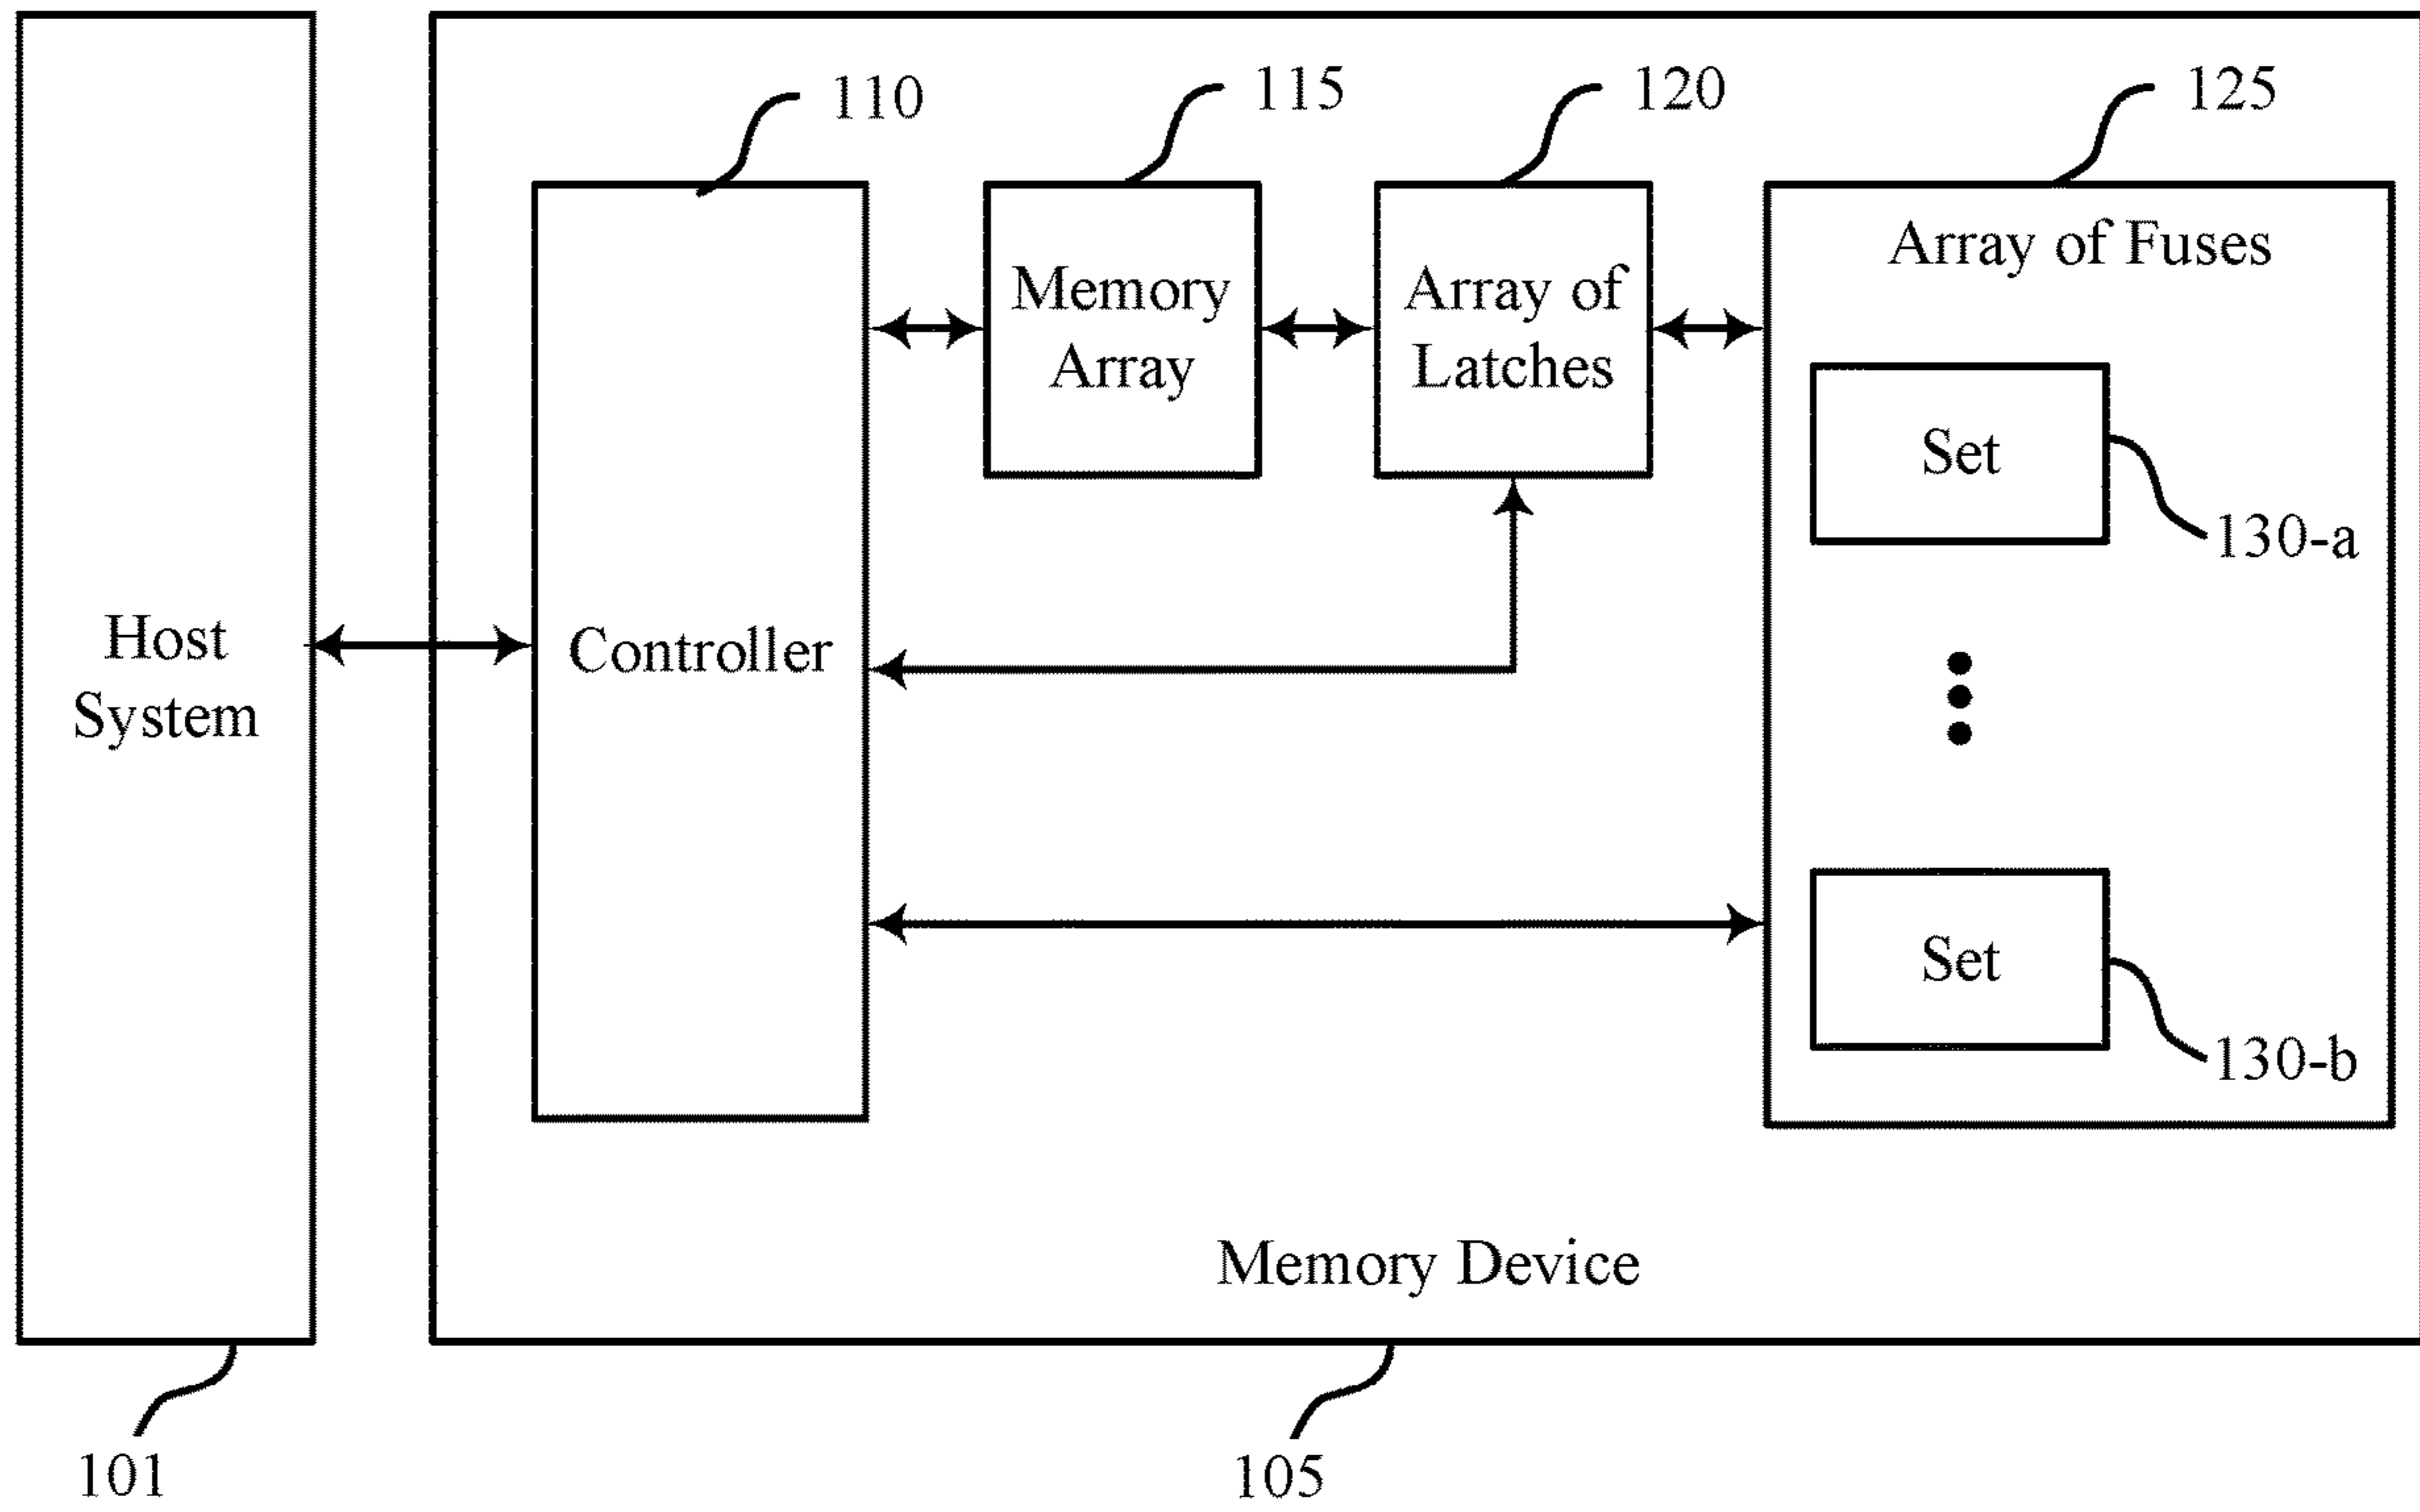 110
115
120
125
Array of Fuses
Memory
Array
Array of
Latches
Set
130-a
Host
System
Controller
Set
130-b
Memory Device
101
105